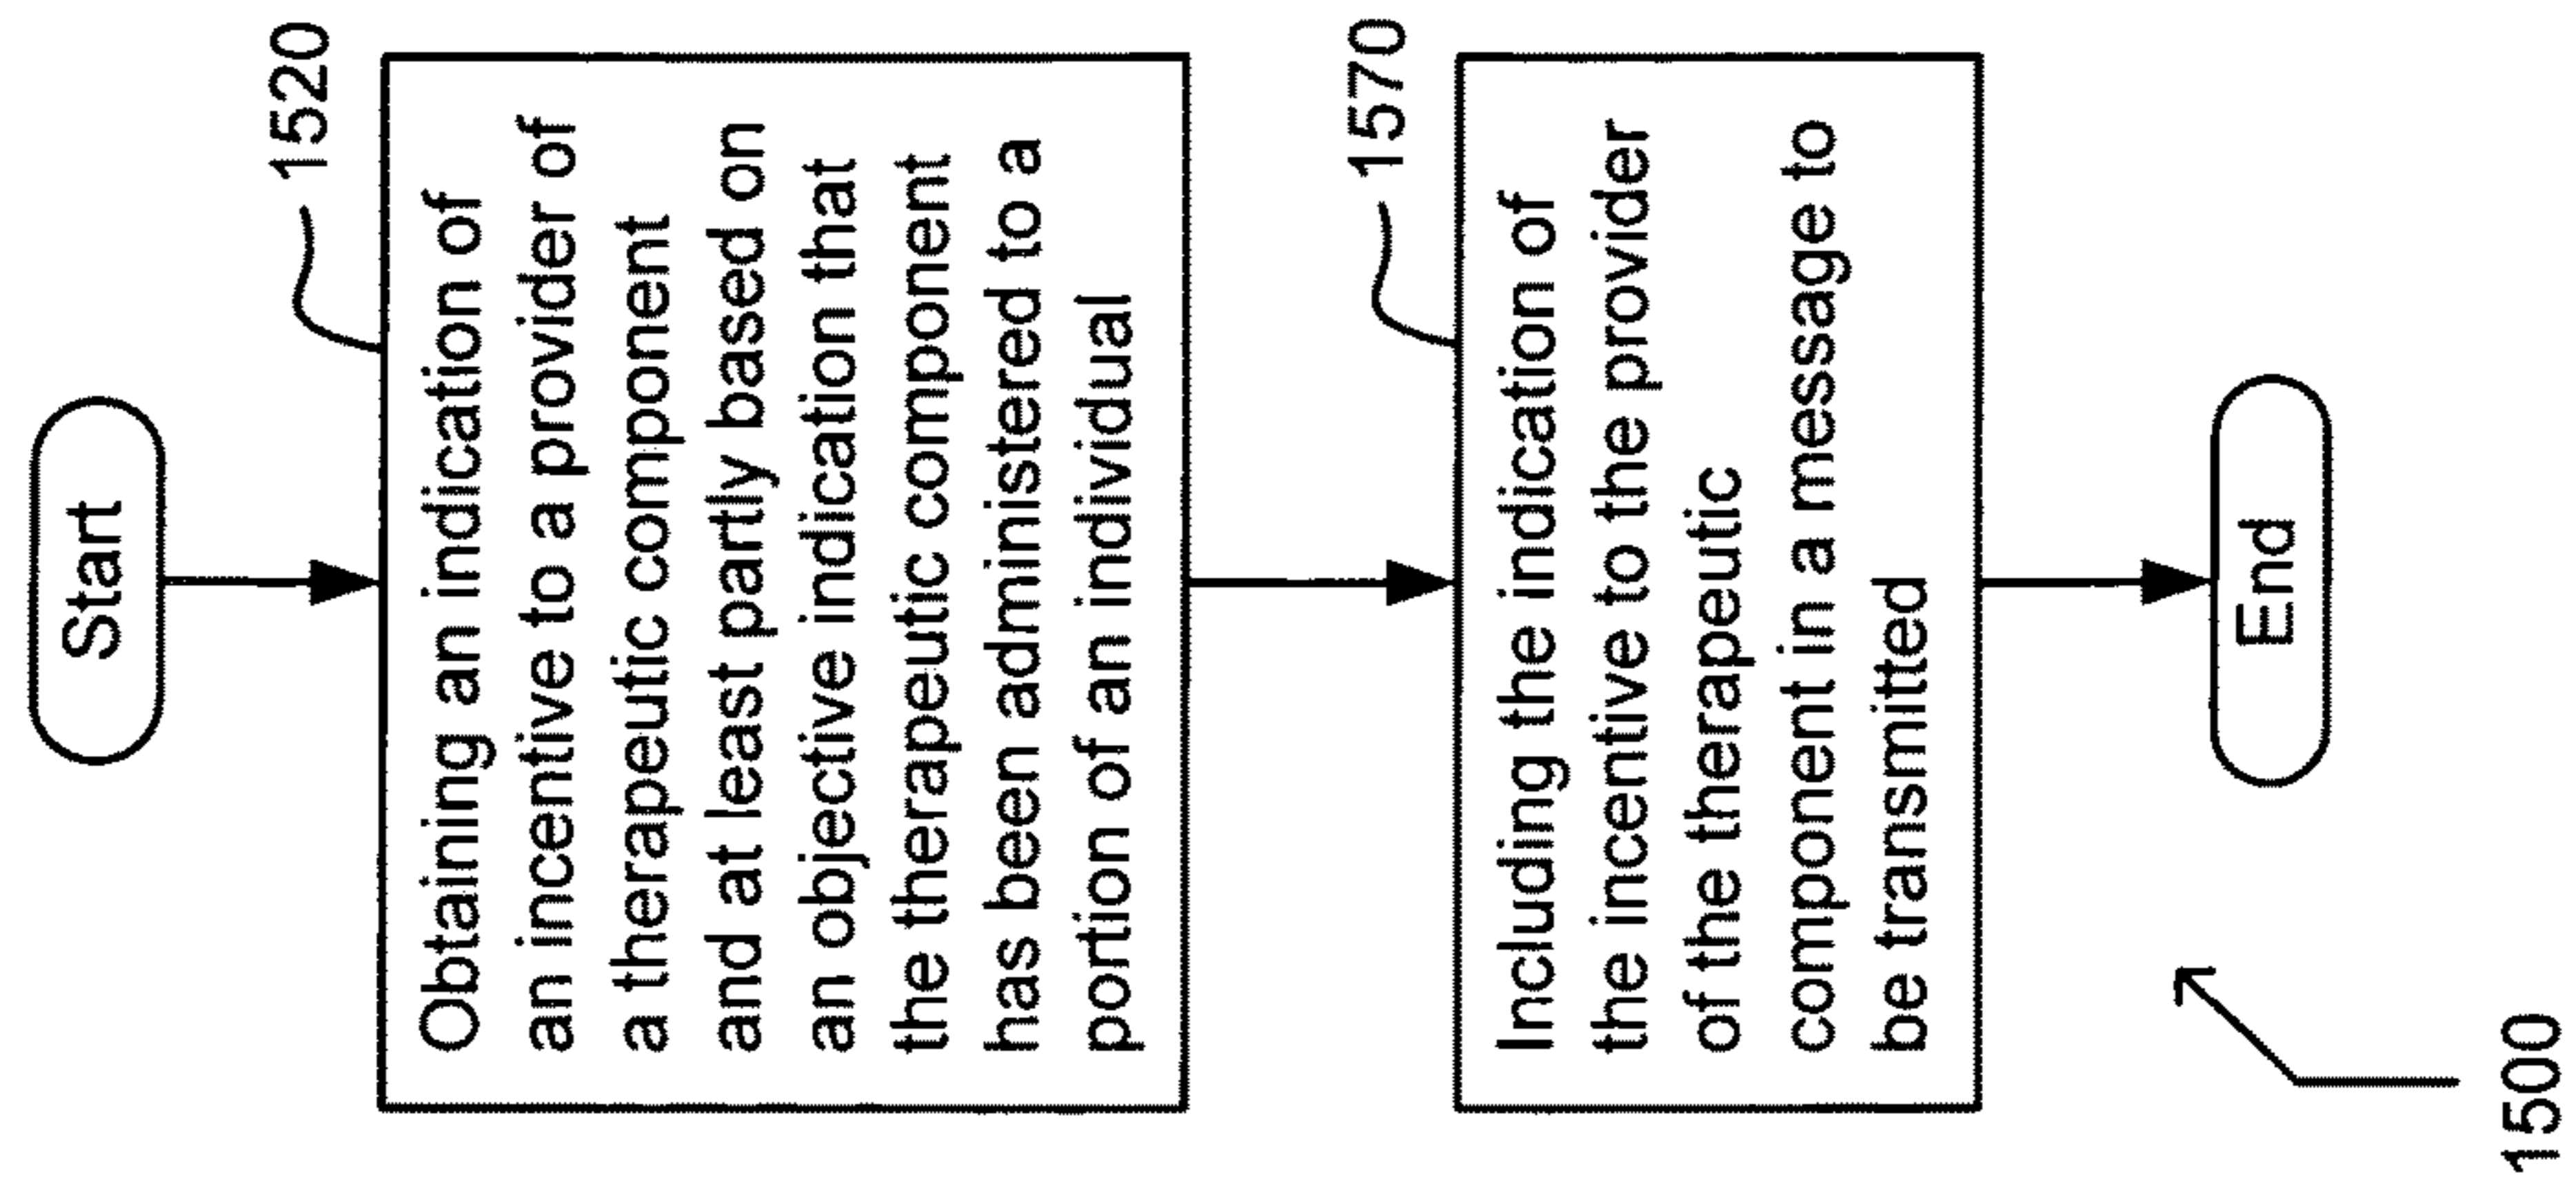 Start
1520
Obtaining an indication of
an incentive to a provider of
a therapeutic component
and at least partly based on
an objective indication that
the therapeutic component
has been administered to a
portion of an individual
1570
Including the indication of
the incentive to the provider
of the therapeutic
component in a message to
be transmitted
End
1500